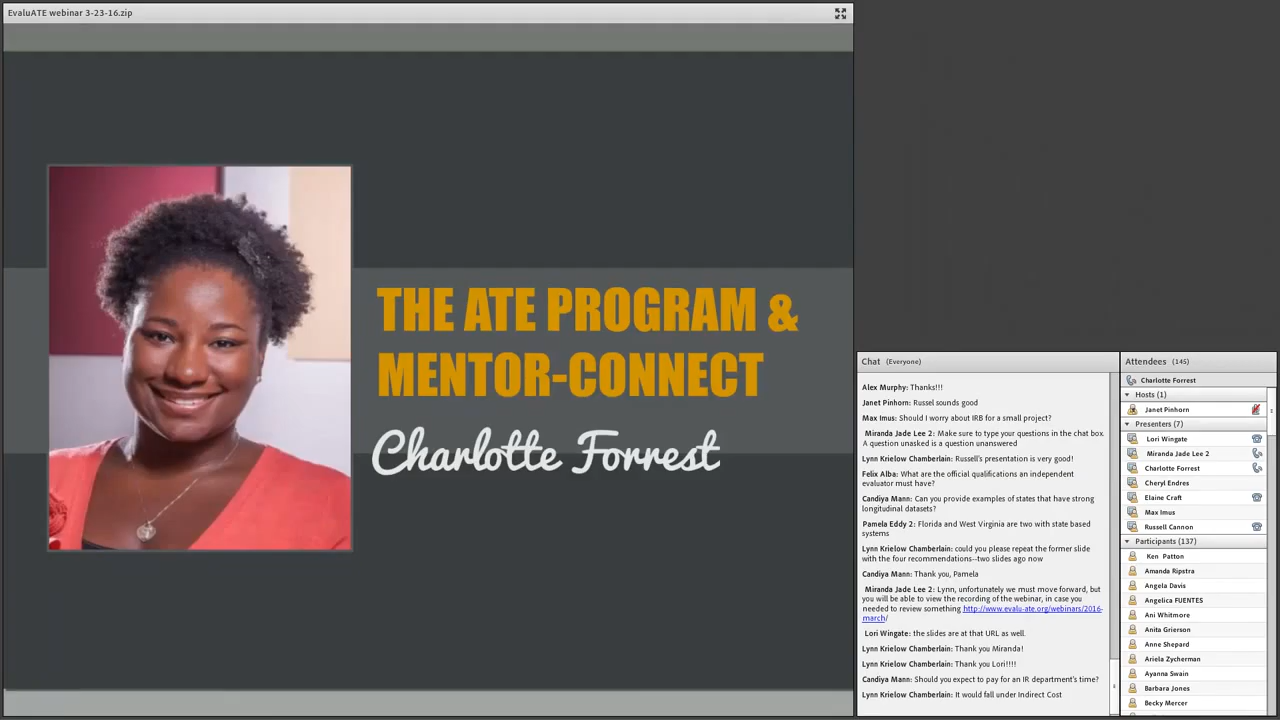 EvaluATE webinar 3-23-16.zip
THE ATE PROGRAM &
MENTOR-CONNECT
Charlotte Forrest
Chat (Everyone)
Alex Murphy: Thanks!!!
Janet Pinhorn: Russel sounds good
Max Imus: Should I worry about IRB for a small project?
Miranda Jade Lee 2: Make sure to type your questions in the chat box.
A question unasked is a question unanswered
Lynn Krielow Chamberlain: Russell's presentation is very good!
Felix Alba: What are the official qualifications an independent
evaluator must have?
Candiya Mann: Can you provide examples of states that have strong
longitudinal datasets?
Pamela Eddy 2: Florida and West Virginia are two with state based
systems
Lynn Krielow Chamberlain: could you please repeat the former slide
with the four recommendations--two slides ago now
Candiya Mann: Thank you, Pamela
Miranda Jade Lee 2: Lynn, unfortunately we must move forward, but
you will be able to view the recording of the webinar, in case you
needed to review something http://www.evalu-ate.org/webinars/2016-
march/
Lori Wingate: the slides are at that URL as well.
Lynn Krielow Chamberlain: Thank you Miranda!
Lynn Krielow Chamberlain: Thank you Lori!!!!
Candiya Mann: Should you expect to pay for an IR department's time?
Lynn Krielow Chamberlain: It would fall under Indirect Cost
Attendees (145)
Charlotte Forrest
Hosts (1)
Janet Pinhorn
Presenters (7)
Lori Wingate
Miranda Jade Lee 2
Charlotte Forrest
Cheryl Endres
Elaine Craft
Max Imus
Russell Cannon
Participants (137)
Ken Patton
Amanda Ripstra
Angela Davis
Angelica FUENTES
Ani Whitmore
Anita Grierson
Anne Shepard
Ariela Zycherman
Ayanna Swain
Barbara Jones
Becky Mercer